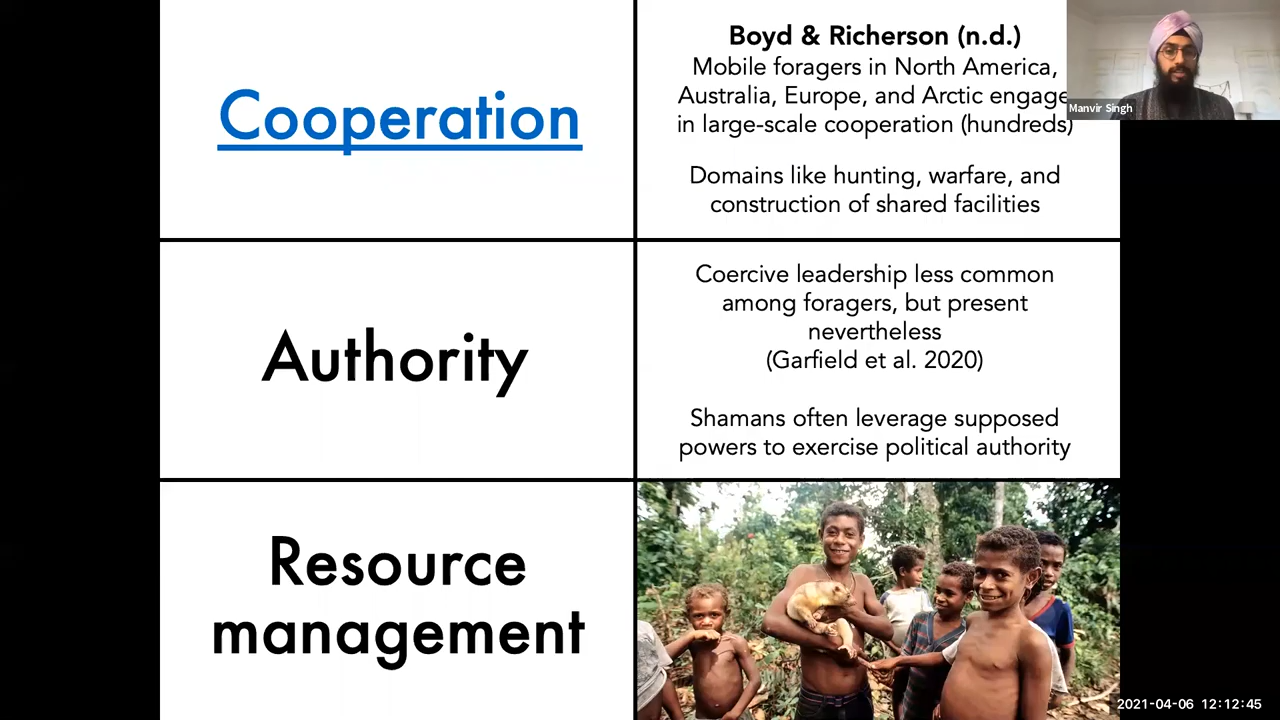 Cooperation
Boyd & Richerson (n.d.)
Mobile foragers in North America,
Australia, Europe, and Arctic engage
in large-scale cooperation (hundreds)
Domains like hunting, warfare, and
construction of shared facilities
Manvir Singh
Authority
Coercive leadership less common
among foragers, but present
nevertheless
(Garfield et al. 2020)
Shamans often leverage supposed
powers to exercise political authority
Resource
management
2021-04-06 12:12:45